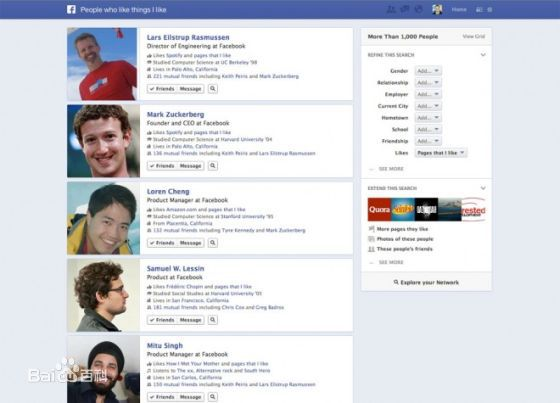 People who like things I like
Home
Lars Eilstrup Rasmussen
Director of Engineering at Facebook
Likes Spotify and pages that I like
Studied Computer Science at UC Berkeley '98
Lives in Palo Alto, California
221 mutual friends including Keith Peiris and Mark Zuckerberg
Friends Message
Mark Zuckerberg
Founder and CEO at Facebook
Likes Spotify and pages that I like
Studied Computer Science at Harvard University '04
Lives in Palo Alto, California
136 mutual friends including Keith Peiris and Lars Eilstrup Rasmussen
Friends Message
Loren Cheng
Product Manager at Facebook
Likes Amazon.com and pages that I like
Studied Computer Science at Stanford University '95
From Placentia, California
132 mutual friends including Tyne Kennedy and Mark Zuckerberg
Friends Message
Samuel W. Lessin
Product at Facebook
Likes Frédéric Chopin and pages that I like
Studied Social Studies at Harvard University '05
Lives in San Francisco, California
181 mutual friends including Chris Cox and Greg Badros
Friends Message
Mitu Singh
Product Manager at Facebook
Likes How I Met Your Mother and pages that I like
Listens to The xx, Alternative rock and South Hero
Lives in San Carlos, California
150 mutual friends including Keith Peiris and Lars Eilstrup Rasmussen
Friends Message
More Than 1,000 People
View Grid
REFINE THIS SEARCH
Gender Add...
Relationship Add...
Employer Add...
Current City Add...
Hometown Add...
School Add...
Friendship Add...
Likes Pages that I like
... SEE MORE
EXTEND THIS SEARCH
Quora
More pages they like
Photos of these people
These people's friends
... SEE MORE
Explore your Network
Bai 百科